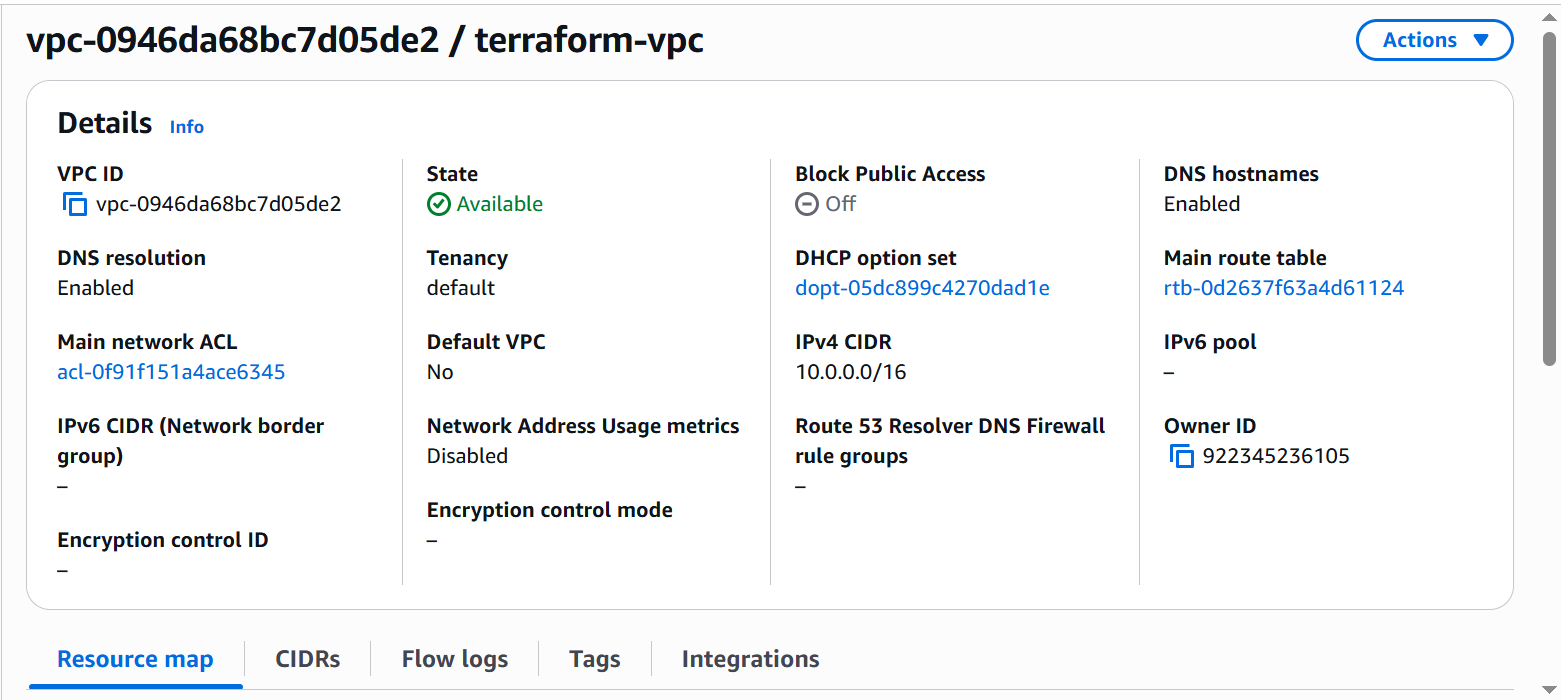 vpc-0946da68bc7d05de2 / terraform-vpc
Actions
Details Info
VPC ID
vpc-0946da68bc7d05de2
State
Available
Block Public Access
Off
DNS hostnames
Enabled
DNS resolution
Enabled
Tenancy
default
DHCP option set
dopt-05dc899c4270dad1e
Main route table
rtb-0d2637f63a4d61124
Main network ACL
acl-0f91f151a4ace6345
Default VPC
No
IPv4 CIDR
10.0.0.0/16
IPv6 pool
–
IPv6 CIDR (Network border
group)
–
Network Address Usage metrics
Disabled
Route 53 Resolver DNS Firewall
rule groups
–
Owner ID
922345236105
Encryption control ID
–
Encryption control mode
–
Resource map
CIDRs
Flow logs
Tags
Integrations